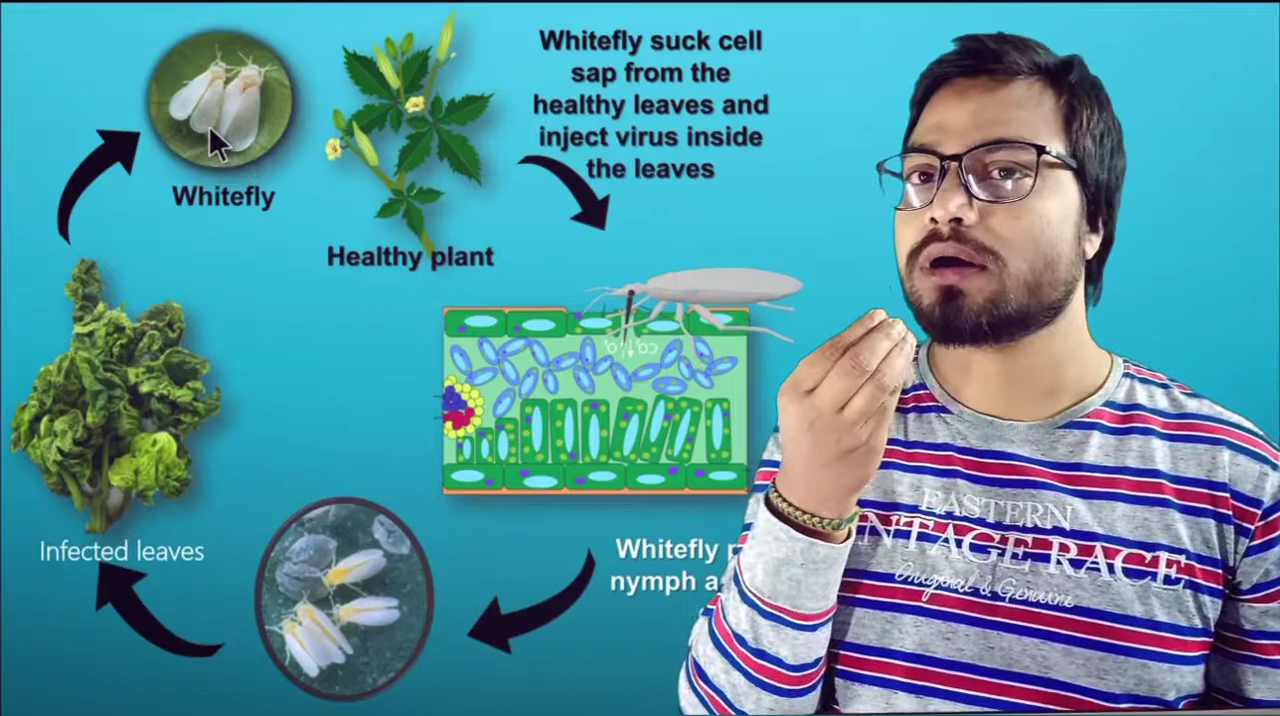 Whitefly suck cell
sap from the
healthy leaves and
inject virus inside
the leaves
Whitefly
Healthy plant
Whitefly
nymph
Infected leaves
EASTERN
VINTAGE RACE
Original & Genuine